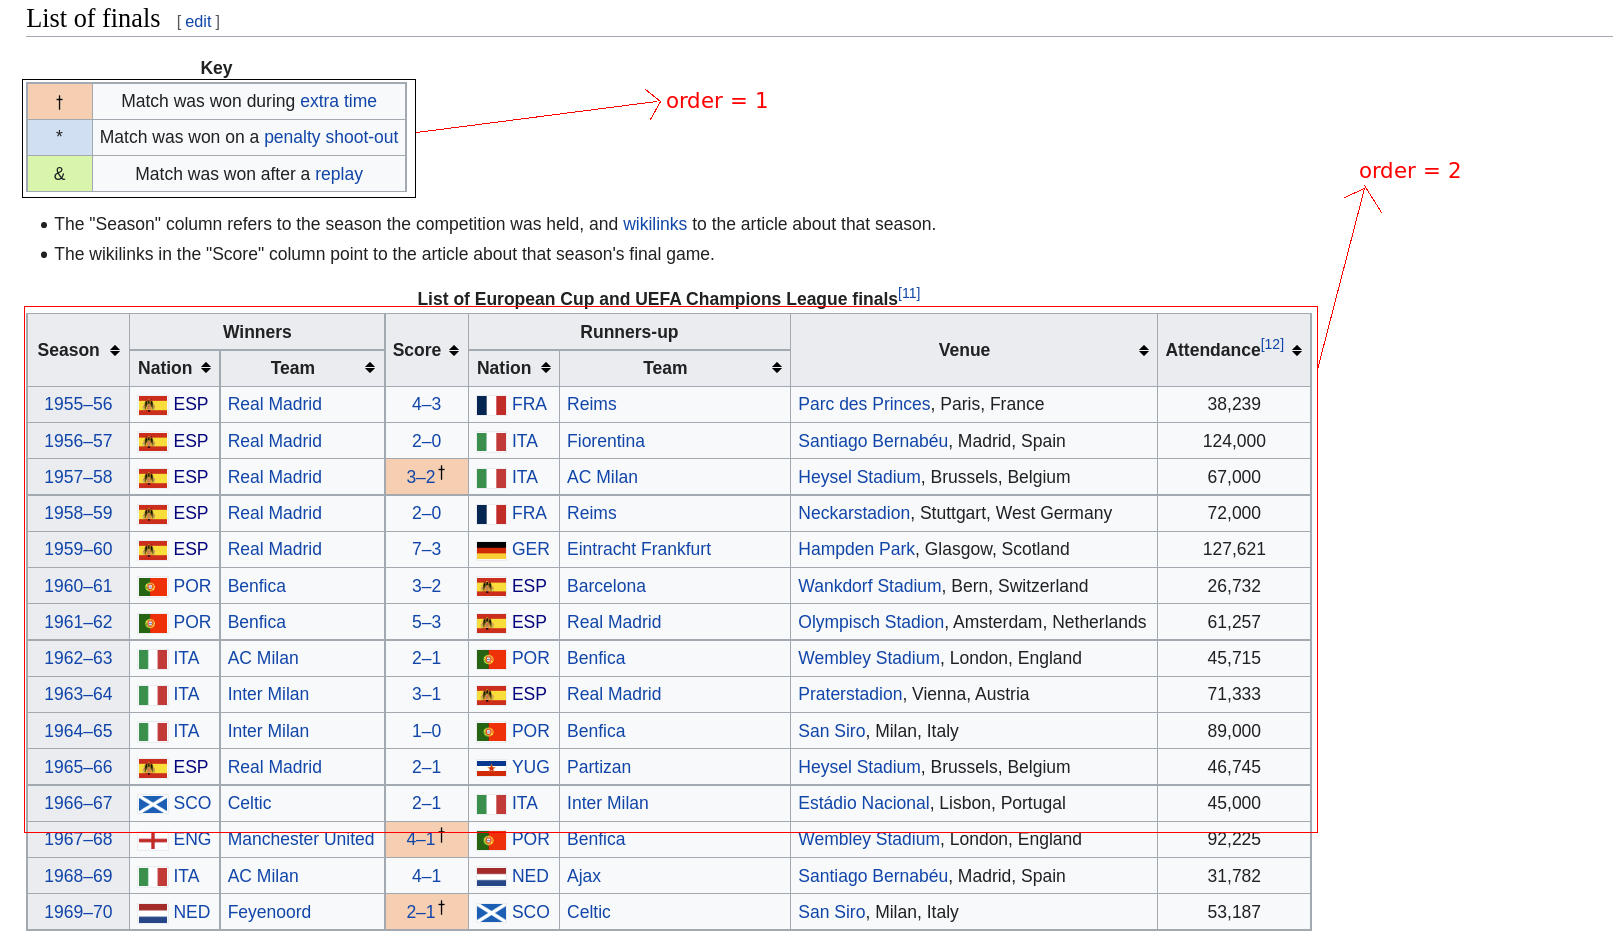 List of finals [ edit ]
Key
† Match was won during extra time
* Match was won on a penalty shoot-out
& Match was won after a replay
order = 1
order = 2
• The "Season" column refers to the season the competition was held, and wikilinks to the article about that season.
• The wikilinks in the "Score" column point to the article about that season's final game.
List of European Cup and UEFA Champions League finals[11]
Season Winners Score Runners-up Venue Attendance[12]
Nation Team Nation Team
1955–56 ESP Real Madrid 4–3 FRA Reims Parc des Princes, Paris, France 38,239
1956–57 ESP Real Madrid 2–0 ITA Fiorentina Santiago Bernabéu, Madrid, Spain 124,000
1957–58 ESP Real Madrid 3–2† ITA AC Milan Heysel Stadium, Brussels, Belgium 67,000
1958–59 ESP Real Madrid 2–0 FRA Reims Neckarstadion, Stuttgart, West Germany 72,000
1959–60 ESP Real Madrid 7–3 GER Eintracht Frankfurt Hampden Park, Glasgow, Scotland 127,621
1960–61 POR Benfica 3–2 ESP Barcelona Wankdorf Stadium, Bern, Switzerland 26,732
1961–62 POR Benfica 5–3 ESP Real Madrid Olympisch Stadion, Amsterdam, Netherlands 61,257
1962–63 ITA AC Milan 2–1 POR Benfica Wembley Stadium, London, England 45,715
1963–64 ITA Inter Milan 3–1 ESP Real Madrid Praterstadion, Vienna, Austria 71,333
1964–65 ITA Inter Milan 1–0 POR Benfica San Siro, Milan, Italy 89,000
1965–66 ESP Real Madrid 2–1 YUG Partizan Heysel Stadium, Brussels, Belgium 46,745
1966–67 SCO Celtic 2–1 ITA Inter Milan Estádio Nacional, Lisbon, Portugal 45,000
1967–68 ENG Manchester United 4–1† POR Benfica Wembley Stadium, London, England 92,225
1968–69 ITA AC Milan 4–1 NED Ajax Santiago Bernabéu, Madrid, Spain 31,782
1969–70 NED Feyenoord 2–1† SCO Celtic San Siro, Milan, Italy 53,187